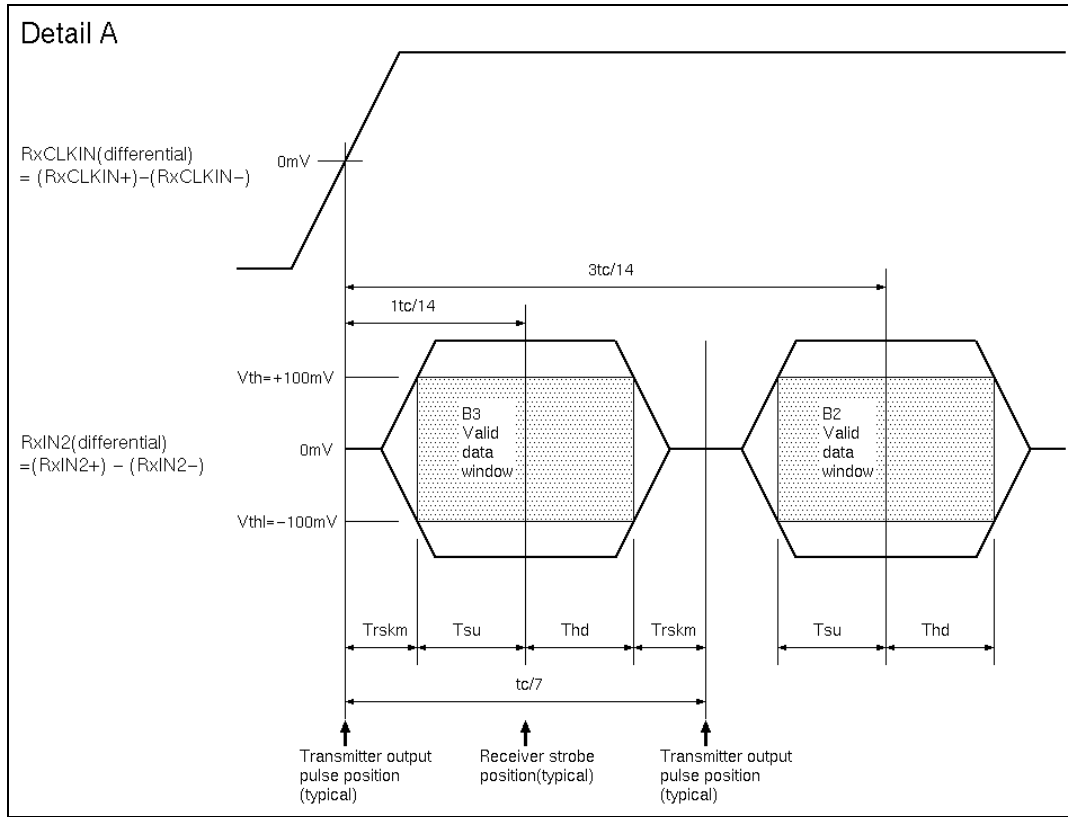 Detail A
RxCLKIN(differential)
= (RxCLKIN+)−(RxCLKIN−)
0mV
3tc/14
1tc/14
Vth=+100mV
B3
Valid
data
window
B2
Valid
data
window
RxIN2(differential)
=(RxIN2+) − (RxIN2−)
0mV
Vthl=−100mV
Trskm
Tsu
Thd
Trskm
Tsu
Thd
tc/7
Transmitter output
pulse position
(typical)
Receiver strobe
position(typical)
Transmitter output
pulse position
(typical)